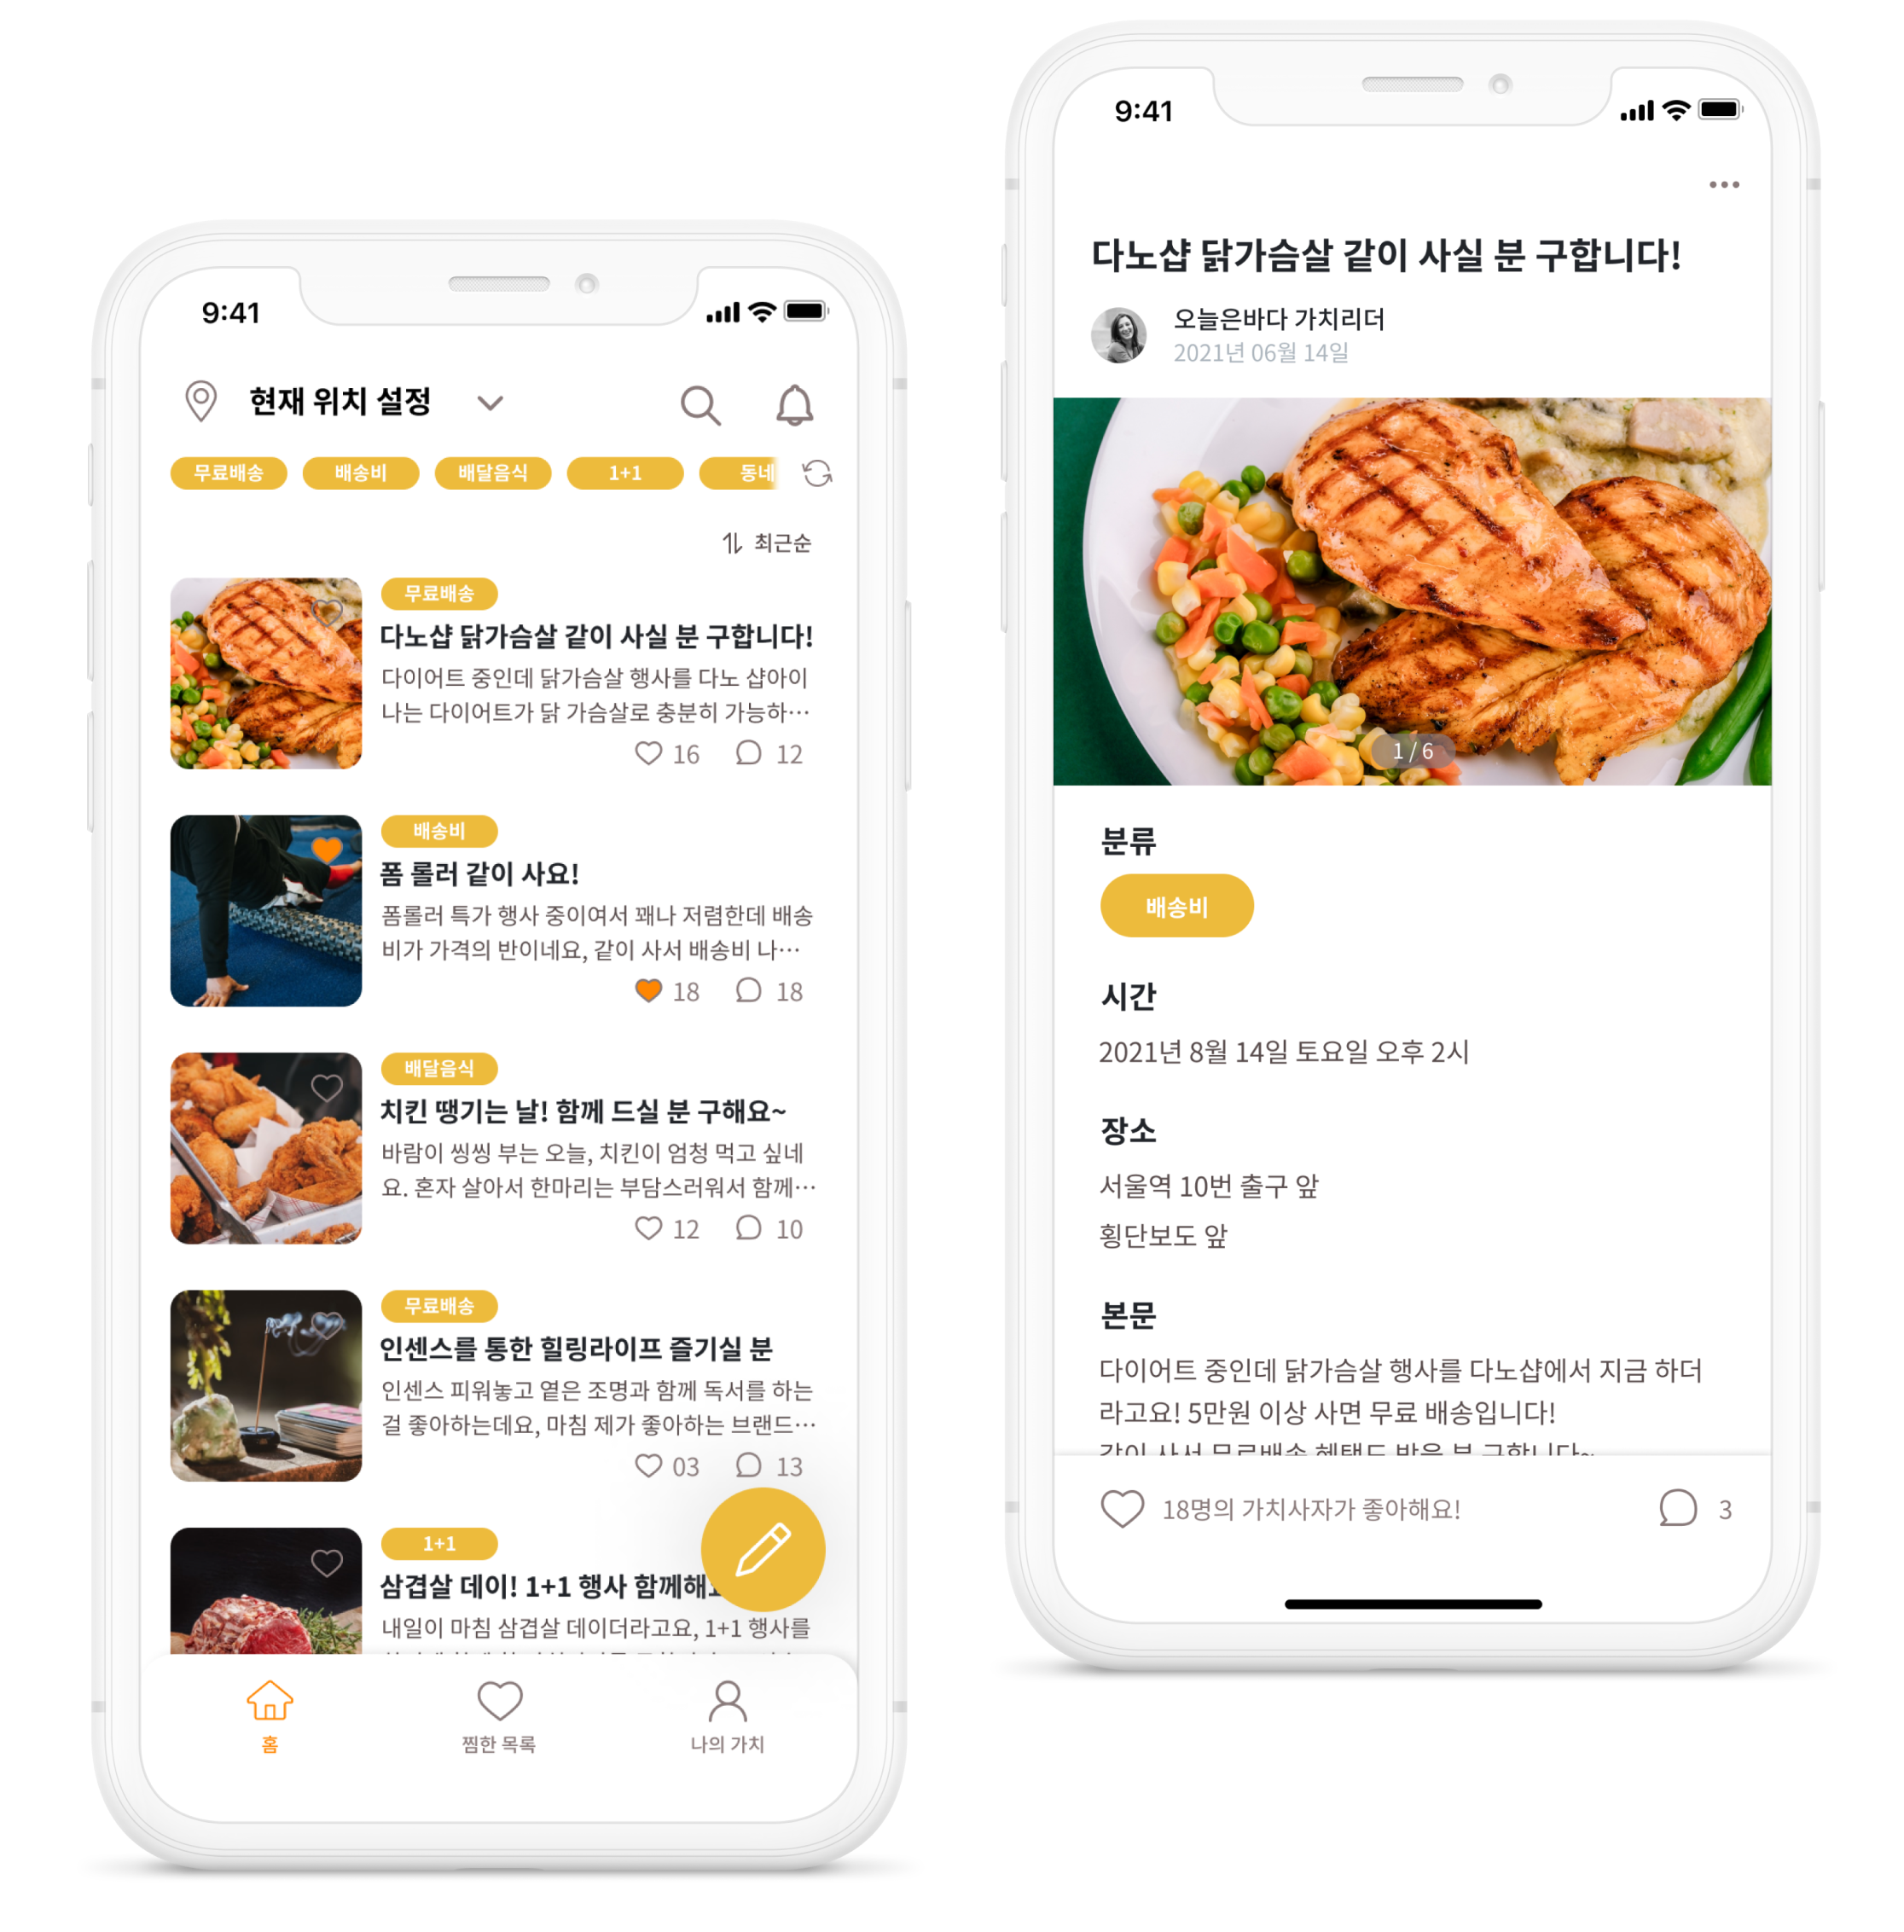 9:41
현재 위치 설정
무료배송 배송비 배달음식 1+1 동네
최근순
무료배송
다노샵 닭가슴살 같이 사실 분 구합니다!
다이어트 중인데 닭가슴살 행사를 다노 샵아이
나는 다이어트가 닭 가슴살로 충분히 가능하…
16 12
배송비
폼 롤러 같이 사요!
폼롤러 특가 행사 중이여서 꽤나 저렴한데 배송
비가 가격의 반이네요, 같이 사서 배송비 나…
18 18
배달음식
치킨 땡기는 날! 함께 드실 분 구해요~
바람이 씽씽 부는 오늘, 치킨이 엄청 먹고 싶네
요. 혼자 살아서 한마리는 부담스러워서 함께…
12 10
무료배송
인센스를 통한 힐링라이프 즐기실 분
인센스 피워놓고 옅은 조명과 함께 독서를 하는
걸 좋아하는데요, 마침 제가 좋아하는 브랜드…
03 13
1+1
삼겹살 데이! 1+1 행사 함께해
내일이 마침 삼겹살 데이더라고요, 1+1 행사를
홈 찜한 목록 나의 가치
9:41
다노샵 닭가슴살 같이 사실 분 구합니다!
오늘은바다 가치리더
2021년 06월 14일
1 / 6
분류
배송비
시간
2021년 8월 14일 토요일 오후 2시
장소
서울역 10번 출구 앞
횡단보도 앞
본문
다이어트 중인데 닭가슴살 행사를 다노샵에서 지금 하더
라고요! 5만원 이상 사면 무료 배송입니다!
같이 사서 무료배송 혜택도 받을 분 구합니다~
18명의 가치사자가 좋아해요!
3